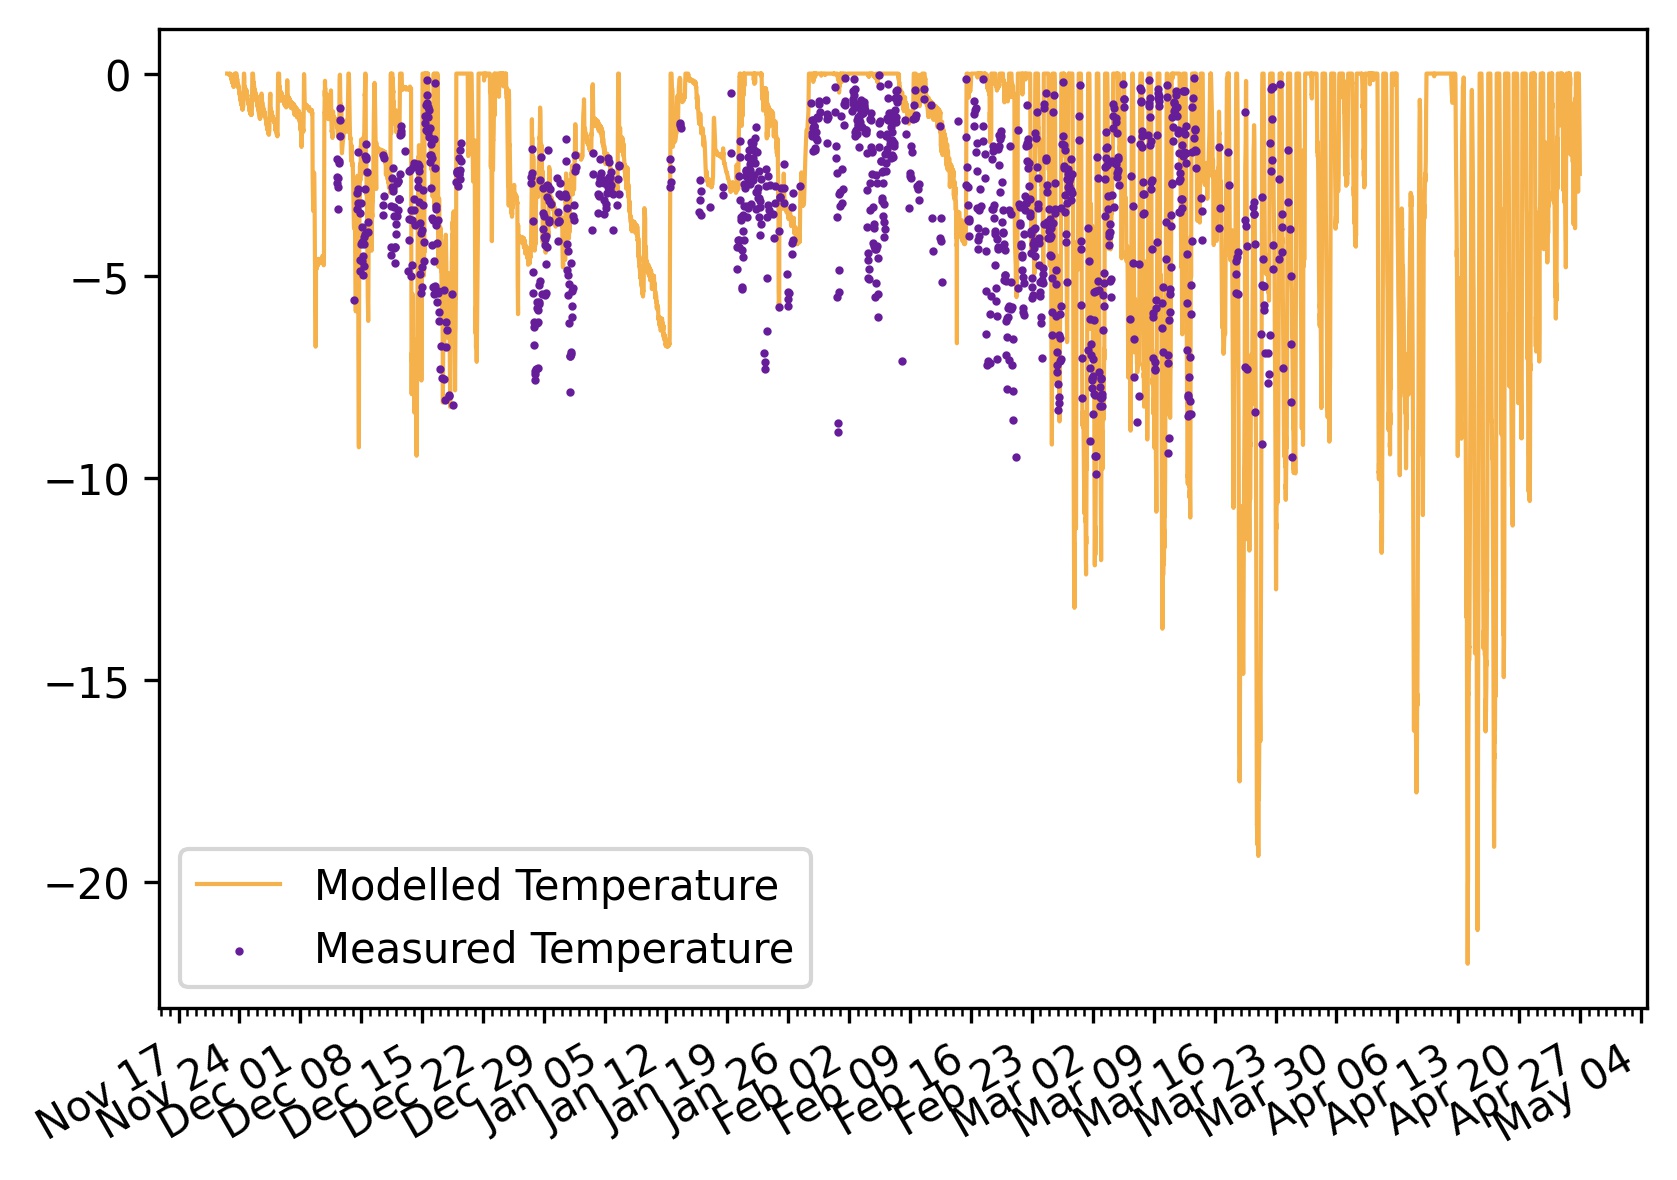 0
−5
−10
−15
−20
Modelled Temperature
Measured Temperature
Nov 17
Nov 24
Dec 01
Dec 08
Dec 15
Dec 22
Dec 29
Jan 05
Jan 12
Jan 19
Jan 26
Feb 02
Feb 09
Feb 16
Feb 23
Mar 02
Mar 09
Mar 16
Mar 23
Mar 30
Apr 06
Apr 13
Apr 20
Apr 27
May 04